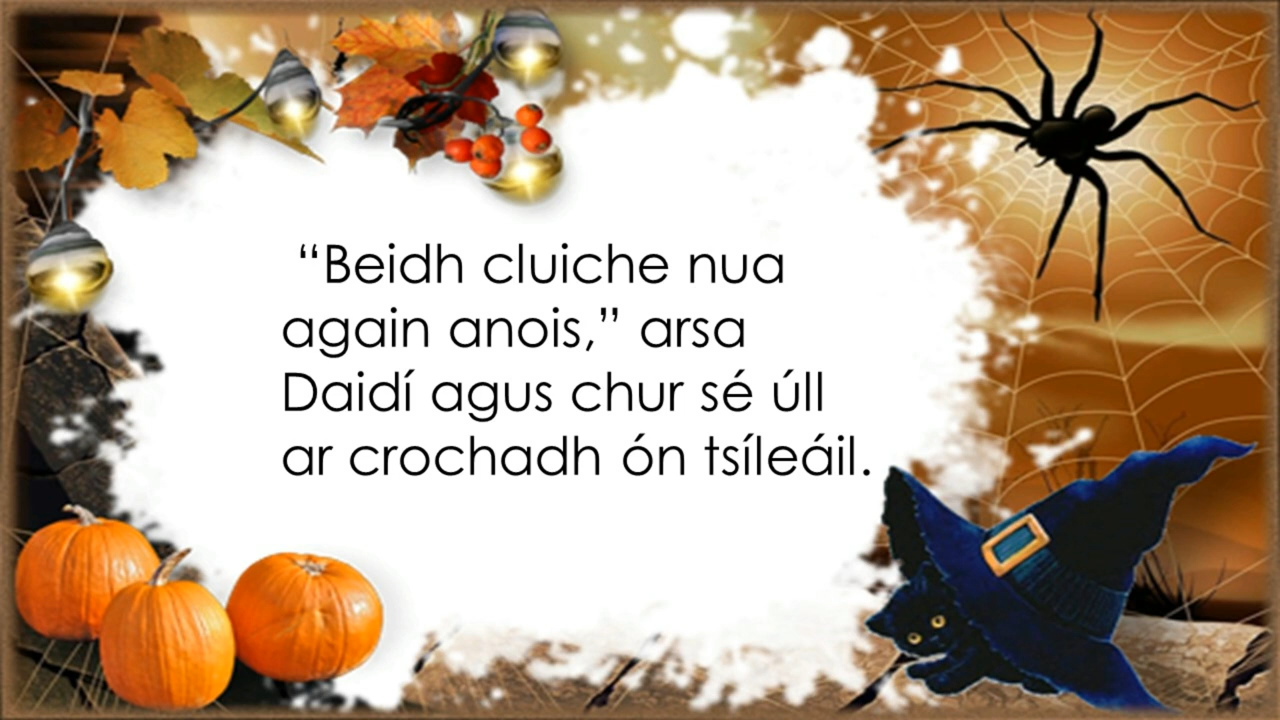 “Beidh cluiche nua
again anois,” arsa
Daidí agus chur sé úll
ar crochadh ón tsíleáil.